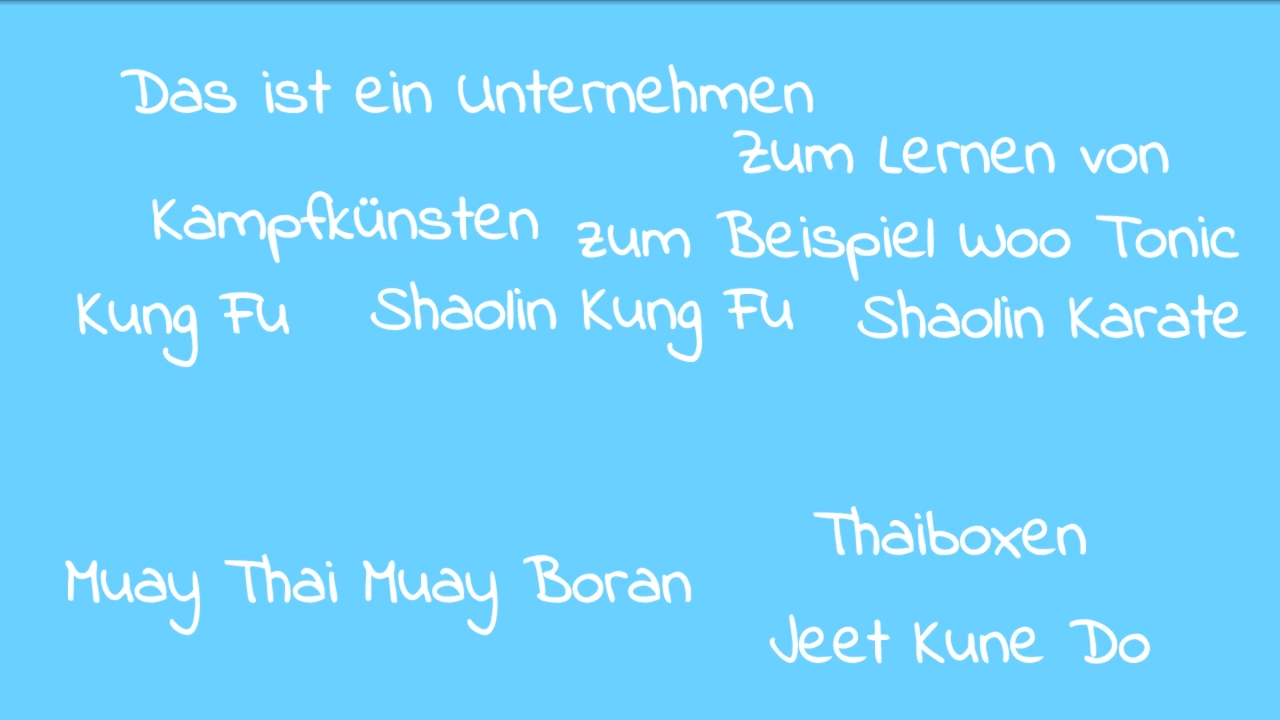 Das ist ein Unternehmen
Zum Lernen von
Kampfkünsten
zum Beispiel Woo Tonic
Kung Fu
Shaolin Kung Fu
Shaolin Karate
Thaiboxen
Muay Thai Muay Boran
Jeet Kune Do